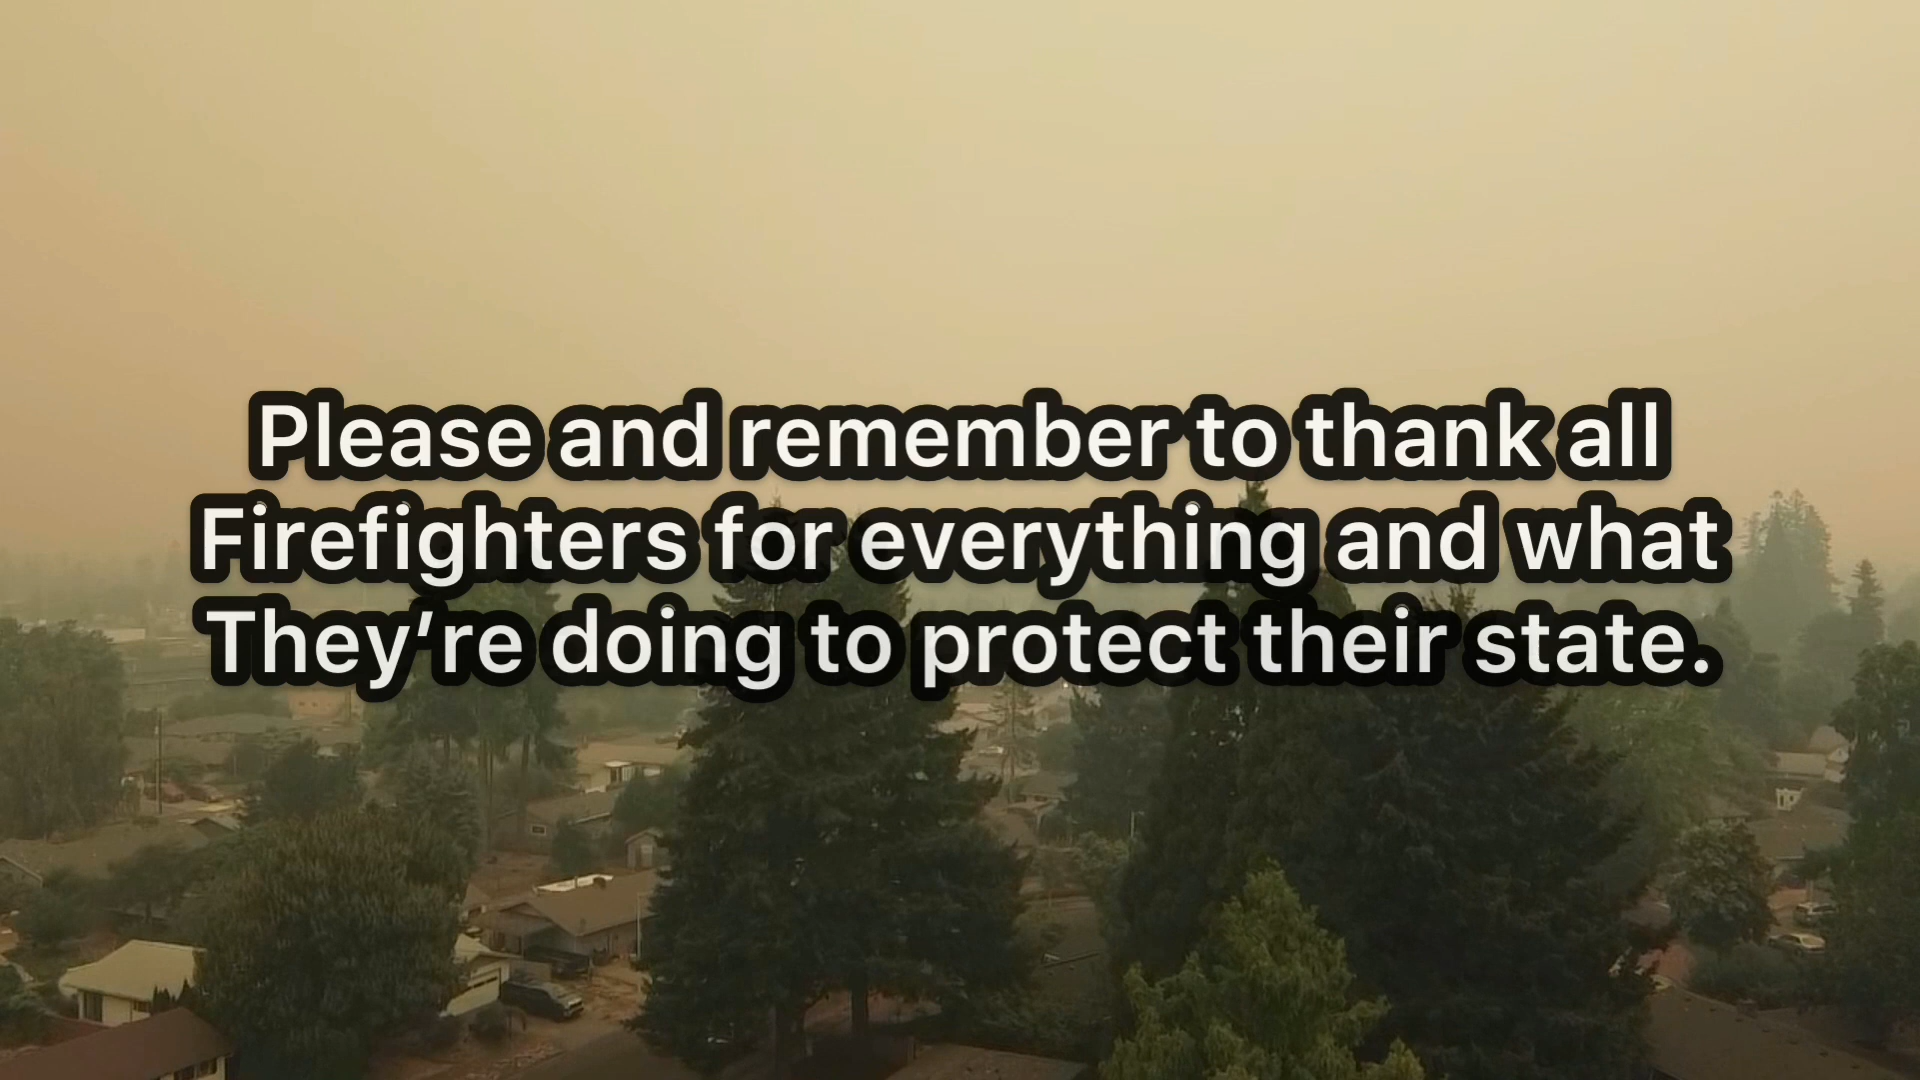 Please and remember to thank all
Firefighters for everything and what
They’re doing to protect their state.